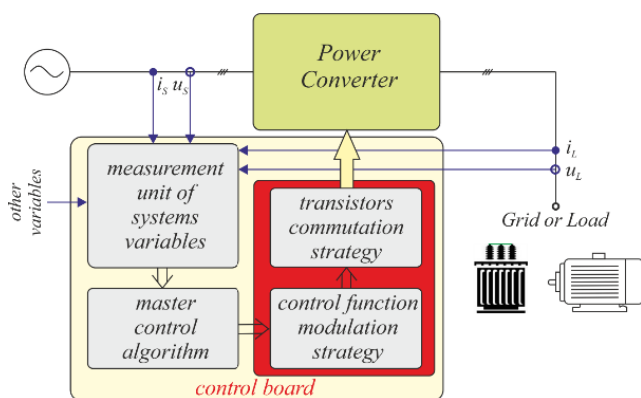 Power
Converter
i_S u_S
i_L
u_L
Grid or Load
other
variables
measurement
unit of
systems
variables
transistors
commutation
strategy
master
control
algorithm
control function
modulation
strategy
control board